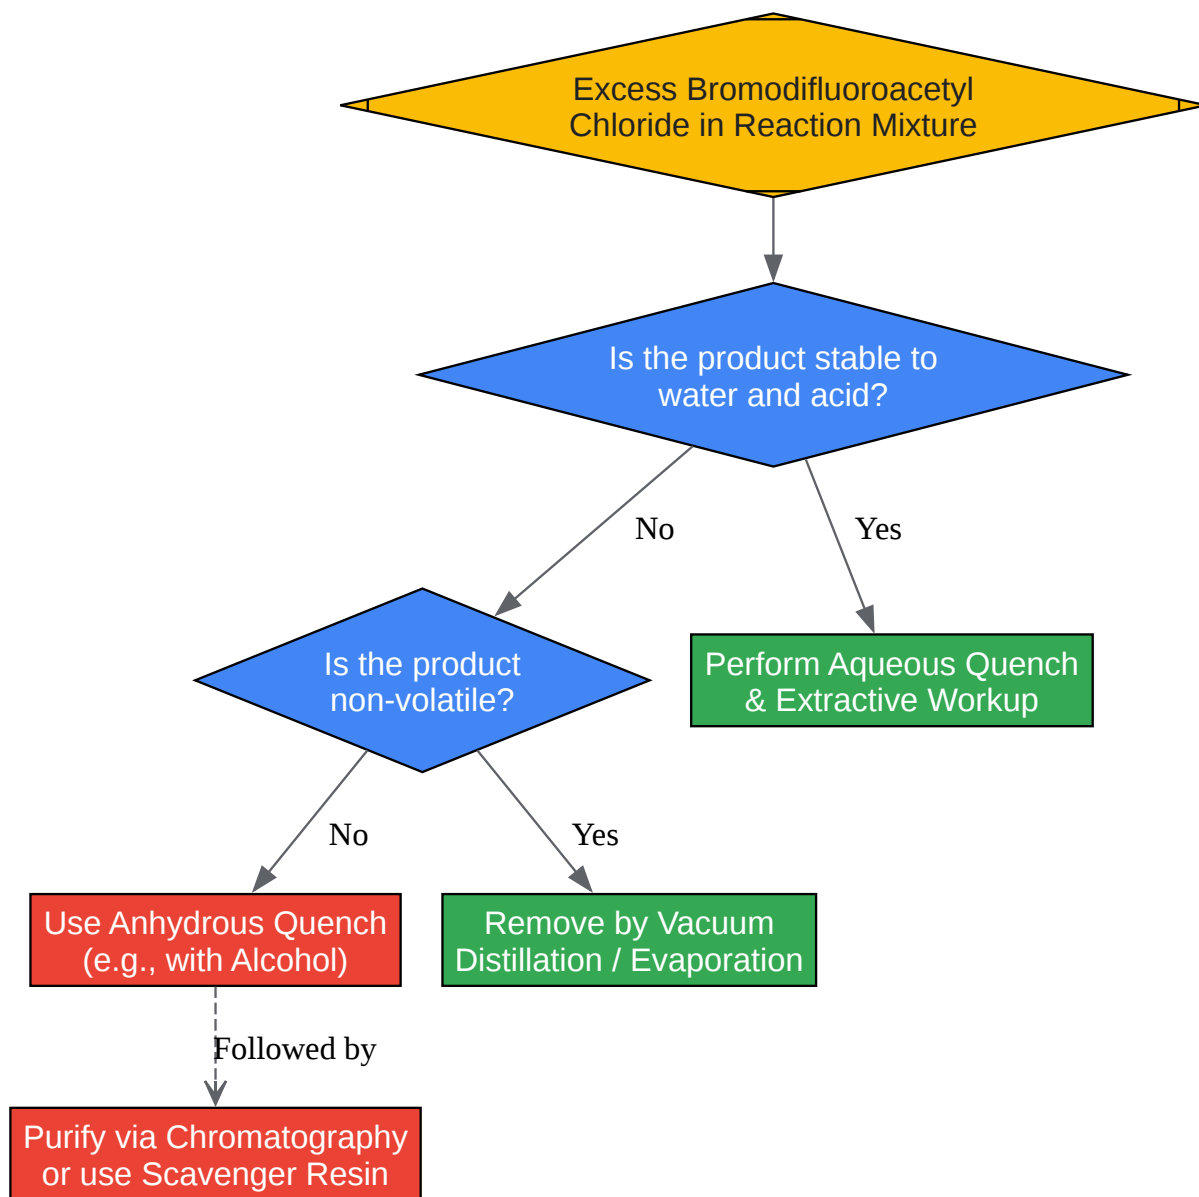 Excess Bromodifluoroacetyl
Chloride in Reaction Mixture
Is the product stable to
water and acid?
No
Yes
Is the product
non-volatile?
Perform Aqueous Quench
& Extractive Workup
No
Yes
Use Anhydrous Quench
(e.g., with Alcohol)
Remove by Vacuum
Distillation / Evaporation
Followed by
Purify via Chromatography
or use Scavenger Resin